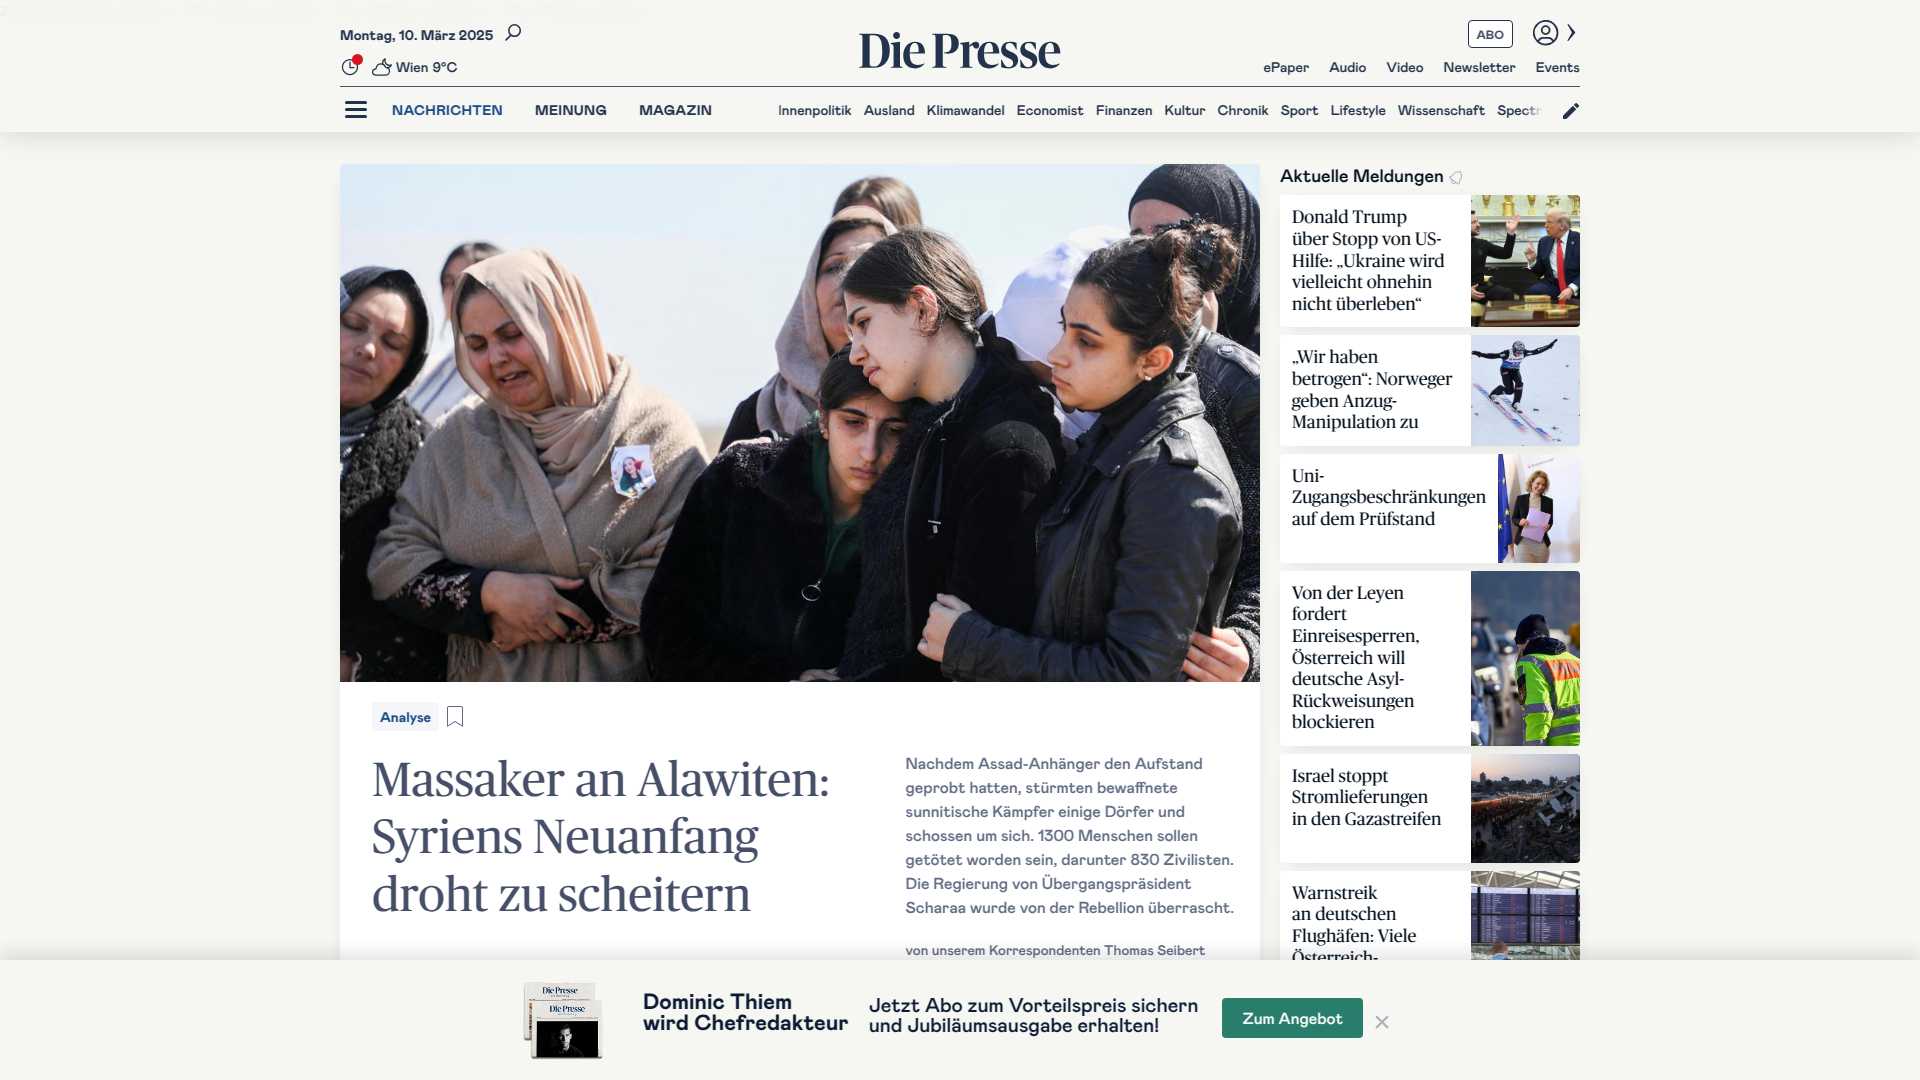 Montag, 10. März 2025
Wien 9°C
Die Presse
ABO
ePaper
Audio
Video
Newsletter
Events
NACHRICHTEN
MEINUNG
MAGAZIN
Innenpolitik
Ausland
Klimawandel
Economist
Finanzen
Kultur
Chronik
Sport
Lifestyle
Wissenschaft
Spectr
Analyse
Massaker an Alawiten:
Syriens Neuanfang
droht zu scheitern
Nachdem Assad-Anhänger den Aufstand
geprobt hatten, stürmten bewaffnete
sunnitische Kämpfer einige Dörfer und
schossen um sich. 1300 Menschen sollen
getötet worden sein, darunter 830 Zivilisten.
Die Regierung von Übergangspräsident
Scharaa wurde von der Rebellion überrascht.
von unserem Korrespondenten Thomas Seibert
Aktuelle Meldungen
Donald Trump
über Stopp von US-
Hilfe: „Ukraine wird
vielleicht ohnehin
nicht überleben“
„Wir haben
betrogen“: Norweger
geben Anzug-
Manipulation zu
Uni-
Zugangsbeschränkungen
auf dem Prüfstand
Von der Leyen
fordert
Einreisesperren,
Österreich will
deutsche Asyl-
Rückweisungen
blockieren
Israel stoppt
Stromlieferungen
in den Gazastreifen
Warnstreik
an deutschen
Flughäfen: Viele
Österreich-
Die Presse
Die Presse
Dominic Thiem
wird Chefredakteur
Jetzt Abo zum Vorteilspreis sichern
und Jubiläumsausgabe erhalten!
Zum Angebot